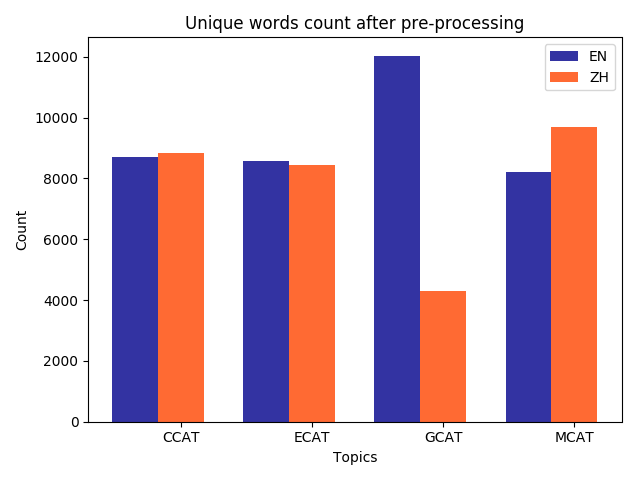 Unique words count after pre-processing
EN
ZH
12000
10000
8000
6000
4000
2000
0
Count
CCAT ECAT GCAT MCAT
Topics